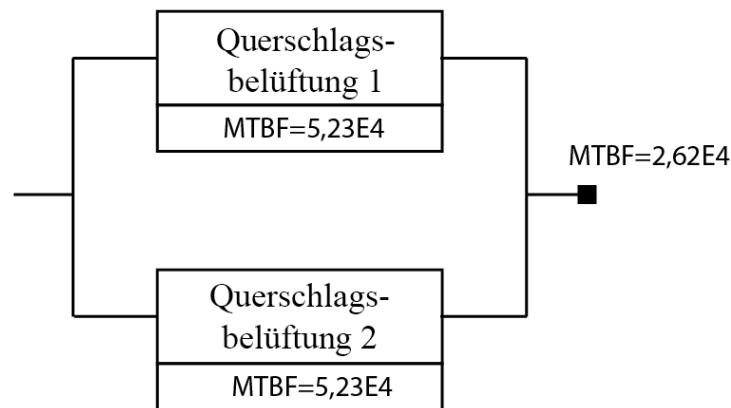 Querschlags-
belüftung 1
MTBF=5,23E4
MTBF=2,62E4
Querschlags-
belüftung 2
MTBF=5,23E4